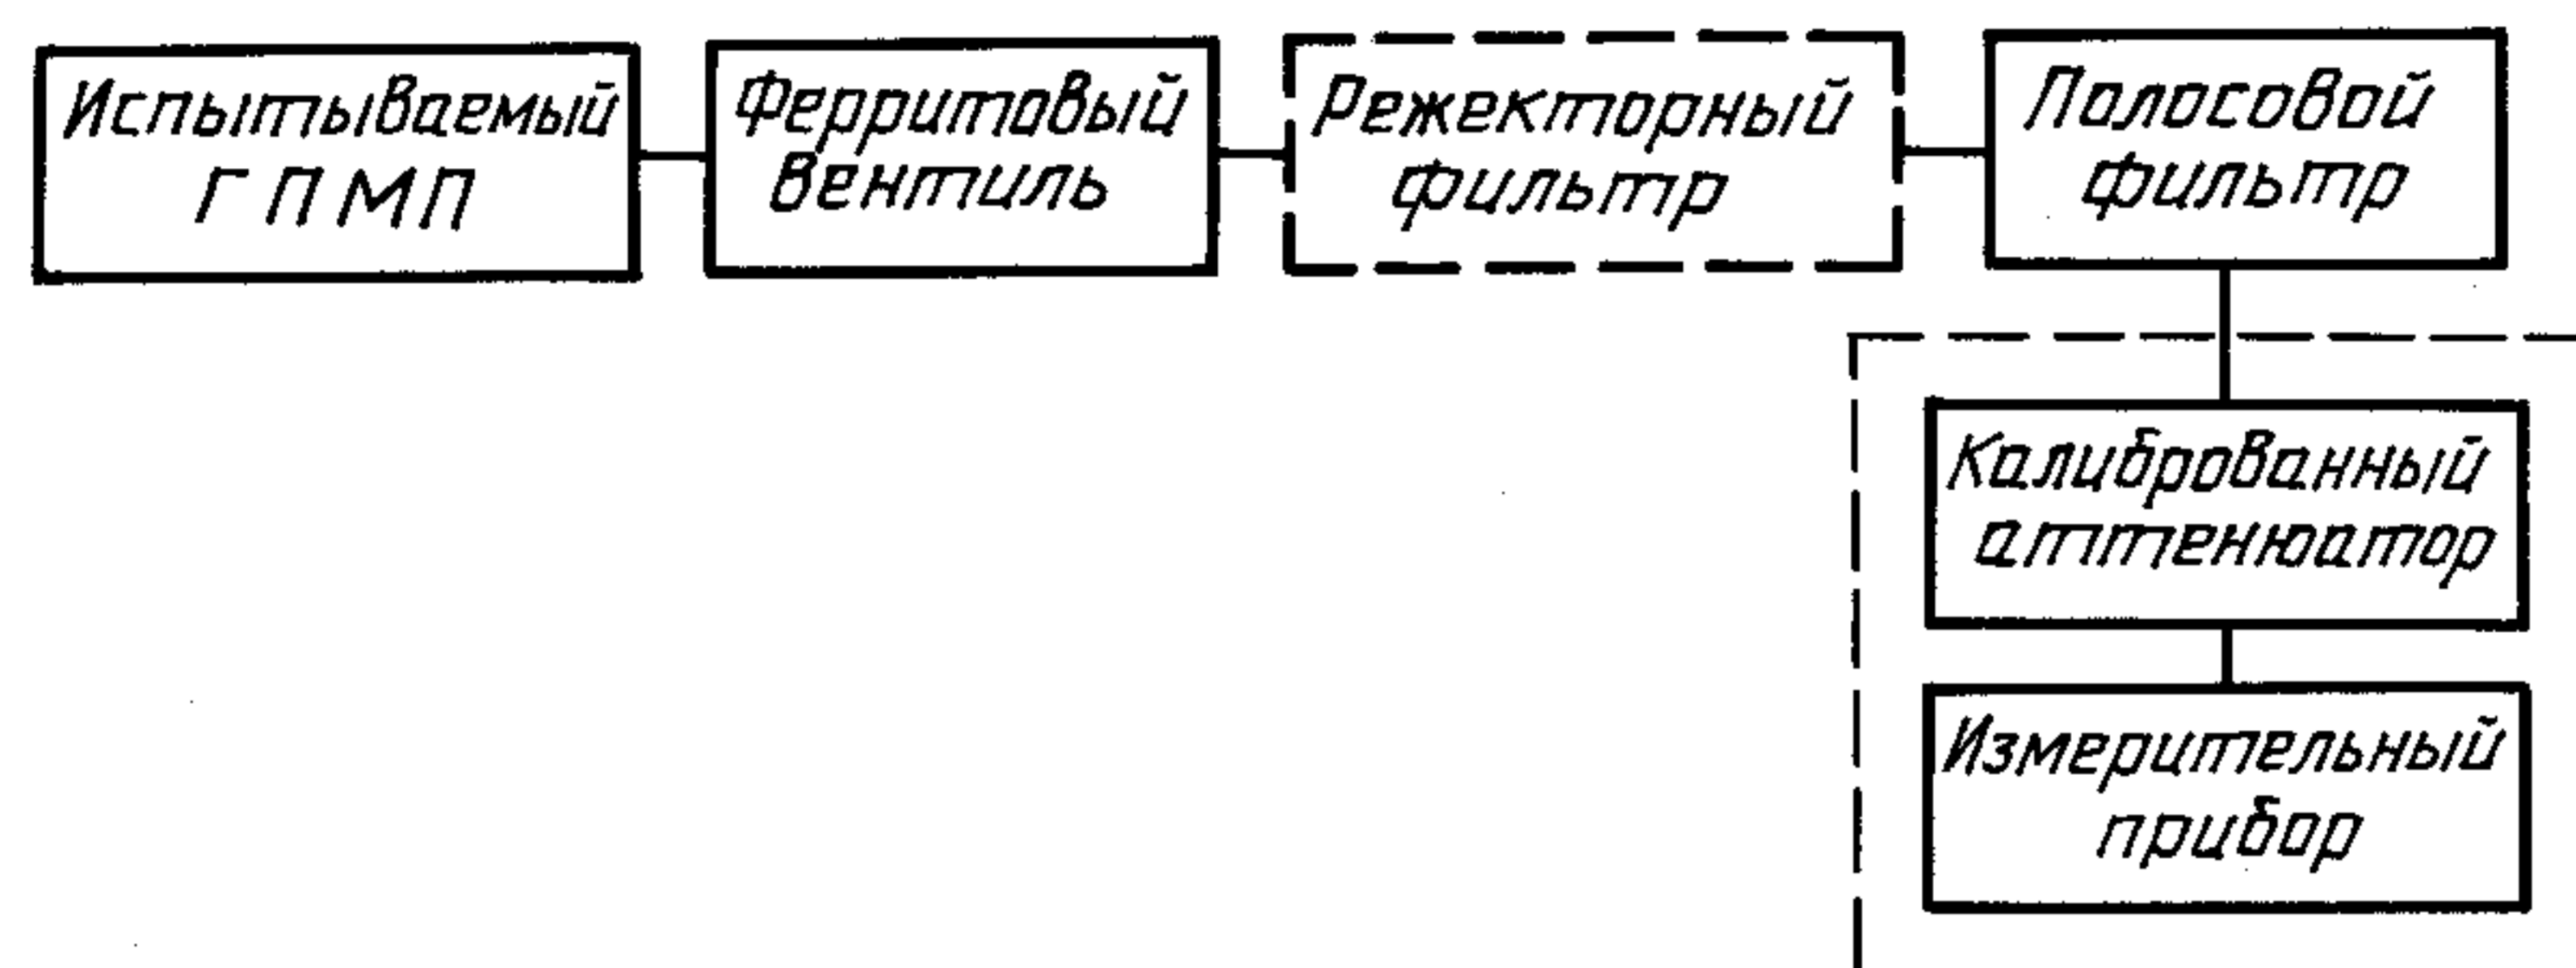 Испытываемый
ГПМП
Ферритовый
вентиль
Режекторный
фильтр
Полосовой
фильтр
Калиброванный
аттенюатор
Измерительный
прибор